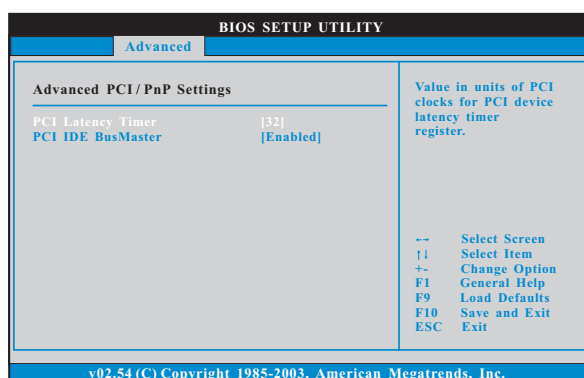 BIOS SETUP UTILITY
Advanced
Advanced PCI / PnP Settings
PCI Latency Timer [32]
PCI IDE BusMaster [Enabled]
Value in units of PCI
clocks for PCI device
latency timer
register.
←→ Select Screen
↑↓ Select Item
+- Change Option
F1 General Help
F9 Load Defaults
F10 Save and Exit
ESC Exit
v02.54 (C) Copyright 1985-2003, American Megatrends, Inc.